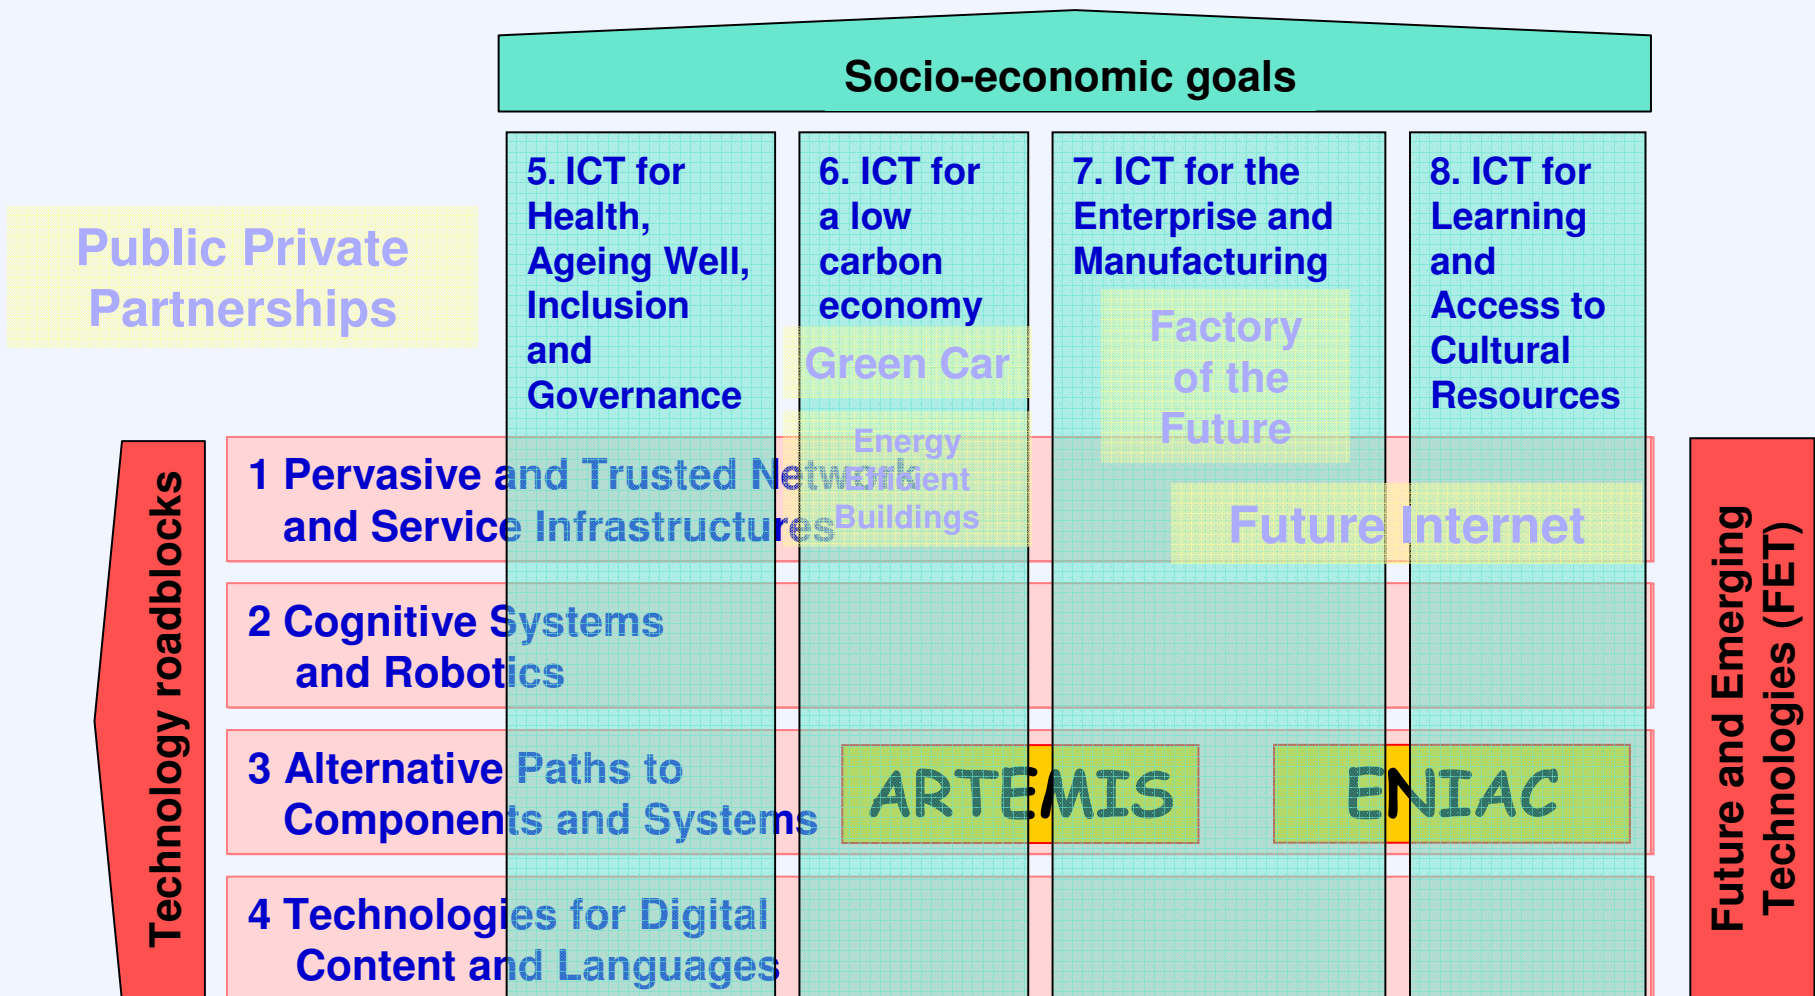 Socio-economic goals
5. ICT for
Health,
Ageing Well,
Inclusion
and
Governance
6. ICT for
a low
carbon
economy
7. ICT for the
Enterprise and
Manufacturing
8. ICT for
Learning
and
Access to
Cultural
Resources
Public Private
Partnerships
Green Car
Energy
Efficient
Buildings
Factory
of the
Future
Future Internet
Technology roadblocks
1 Pervasive and Trusted Network
and Service Infrastructures
2 Cognitive Systems
and Robotics
3 Alternative Paths to
Components and Systems
ARTEMIS
ENIAC
4 Technologies for Digital
Content and Languages
Future and Emerging
Technologies (FET)